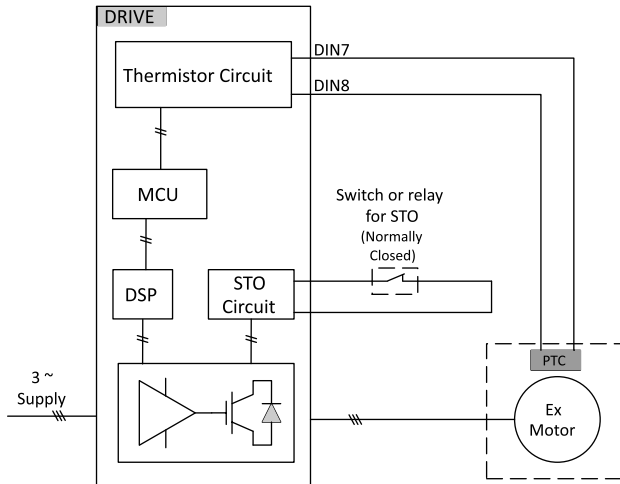 DRIVE
Thermistor Circuit
DIN7
DIN8
MCU
Switch or relay
for STO
(Normally
Closed)
DSP
STO
Circuit
3 ~
Supply
PTC
Ex
Motor